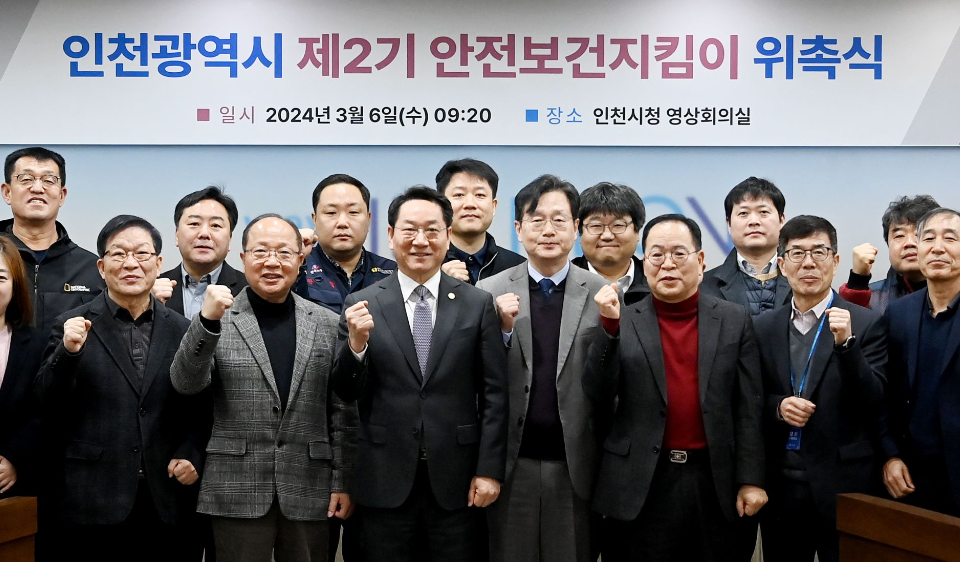 인천광역시 제2기 안전보건지킴이 위촉식
■ 일시 2024년 3월 6일(수) 09:20 ■ 장소 인천시청 영상회의실